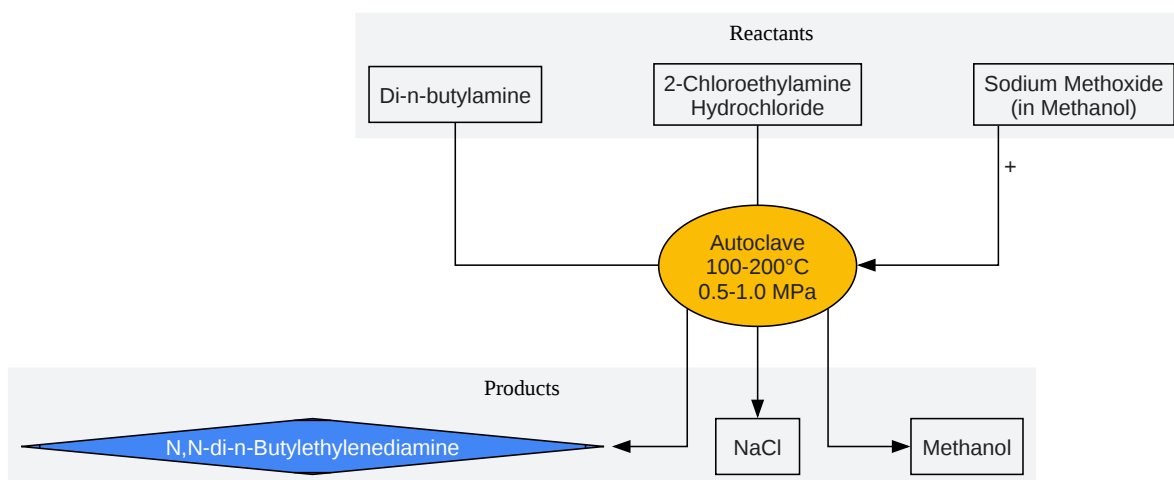 Reactants
Di-n-butylamine
2-Chloroethylamine
Hydrochloride
Sodium Methoxide
(in Methanol)
+
Autoclave
100-200°C
0.5-1.0 MPa
Products
N,N-di-n-Butylethylenediamine
NaCl
Methanol